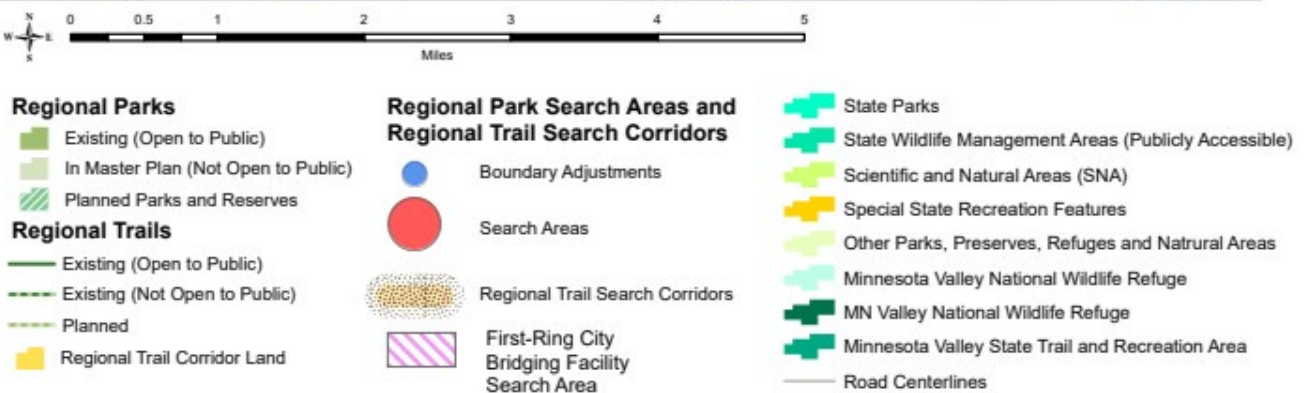 N
W E
S
0 0.5 1 2 3 4 5
Miles
Regional Parks
Existing (Open to Public)
In Master Plan (Not Open to Public)
Planned Parks and Reserves
Regional Trails
Existing (Open to Public)
Existing (Not Open to Public)
Planned
Regional Trail Corridor Land
Regional Park Search Areas and
Regional Trail Search Corridors
Boundary Adjustments
Search Areas
Regional Trail Search Corridors
First-Ring City
Bridging Facility
Search Area
State Parks
State Wildlife Management Areas (Publicly Accessible)
Scientific and Natural Areas (SNA)
Special State Recreation Features
Other Parks, Preserves, Refuges and Natrural Areas
Minnesota Valley National Wildlife Refuge
MN Valley National Wildlife Refuge
Minnesota Valley State Trail and Recreation Area
Road Centerlines